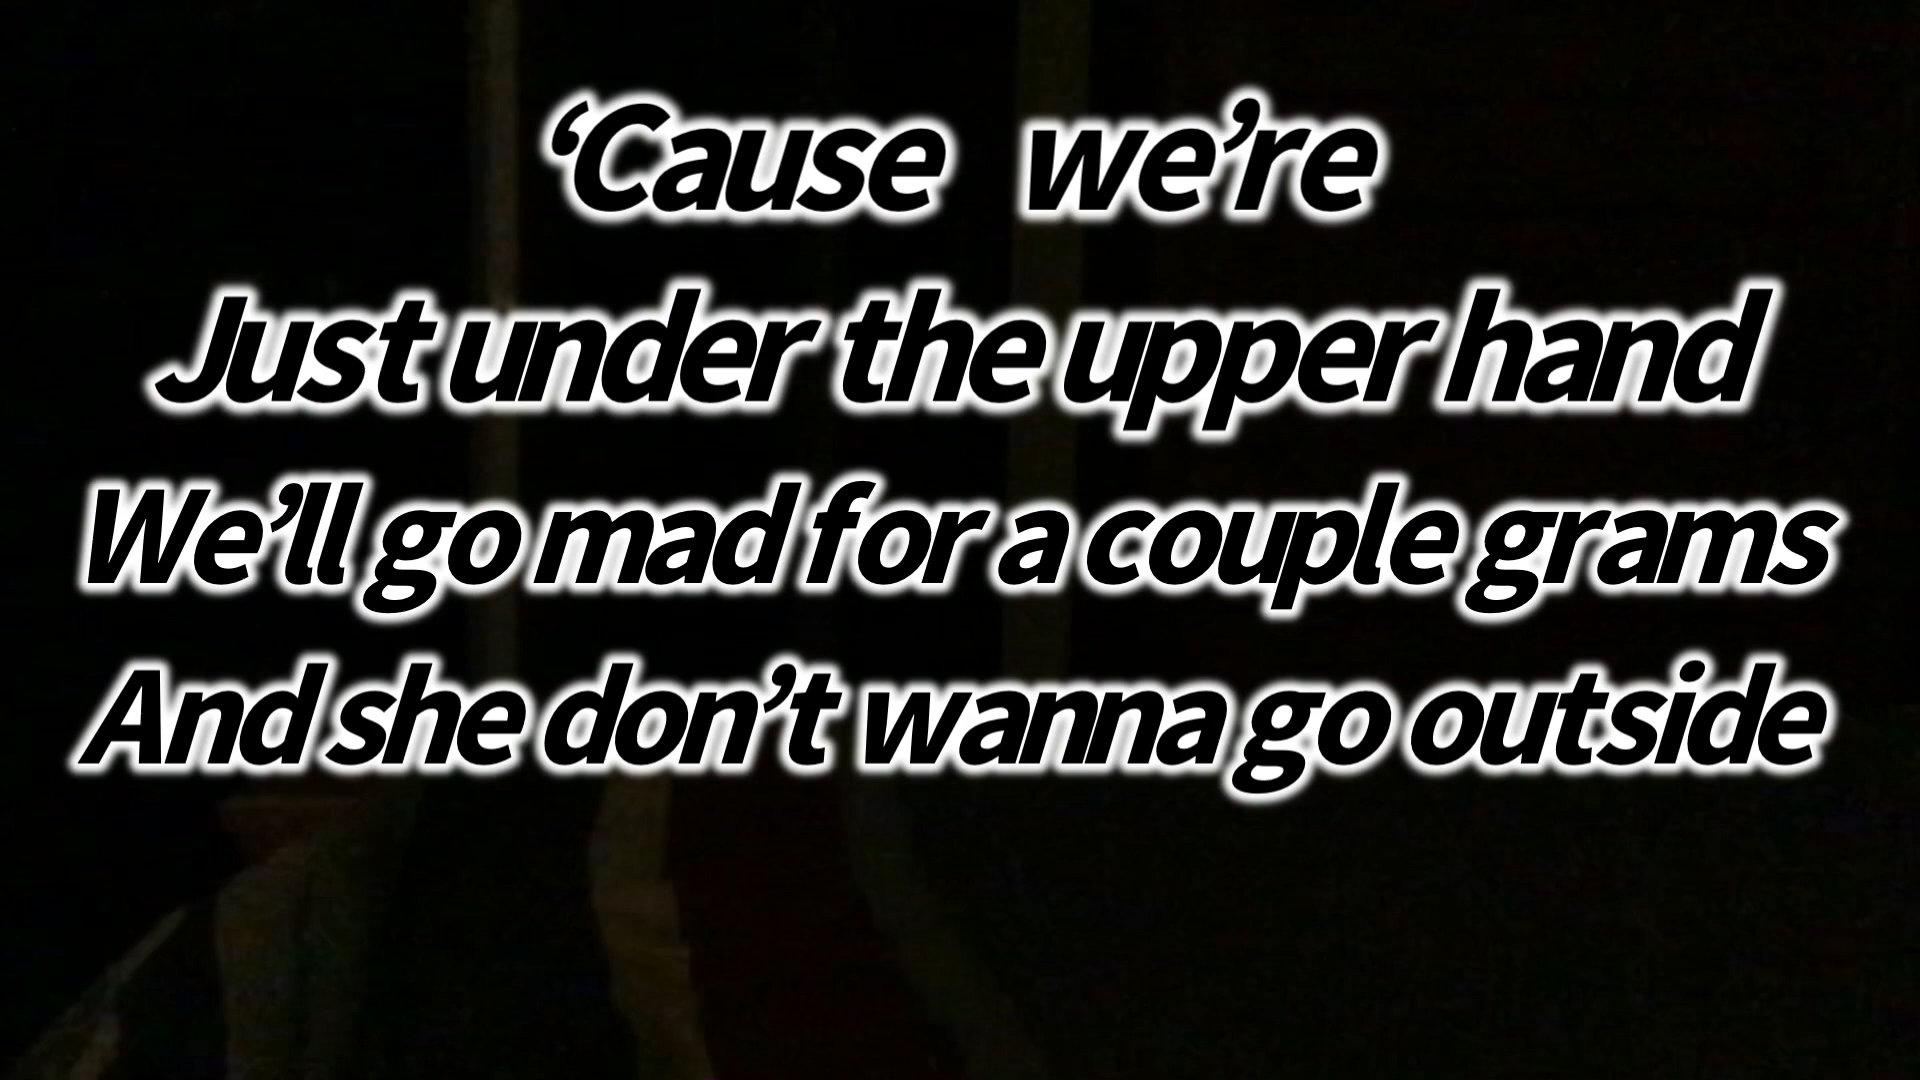 ‘Cause we’re
Just under the upper hand
We’ll go mad for a couple grams
And she don’t wanna go outside